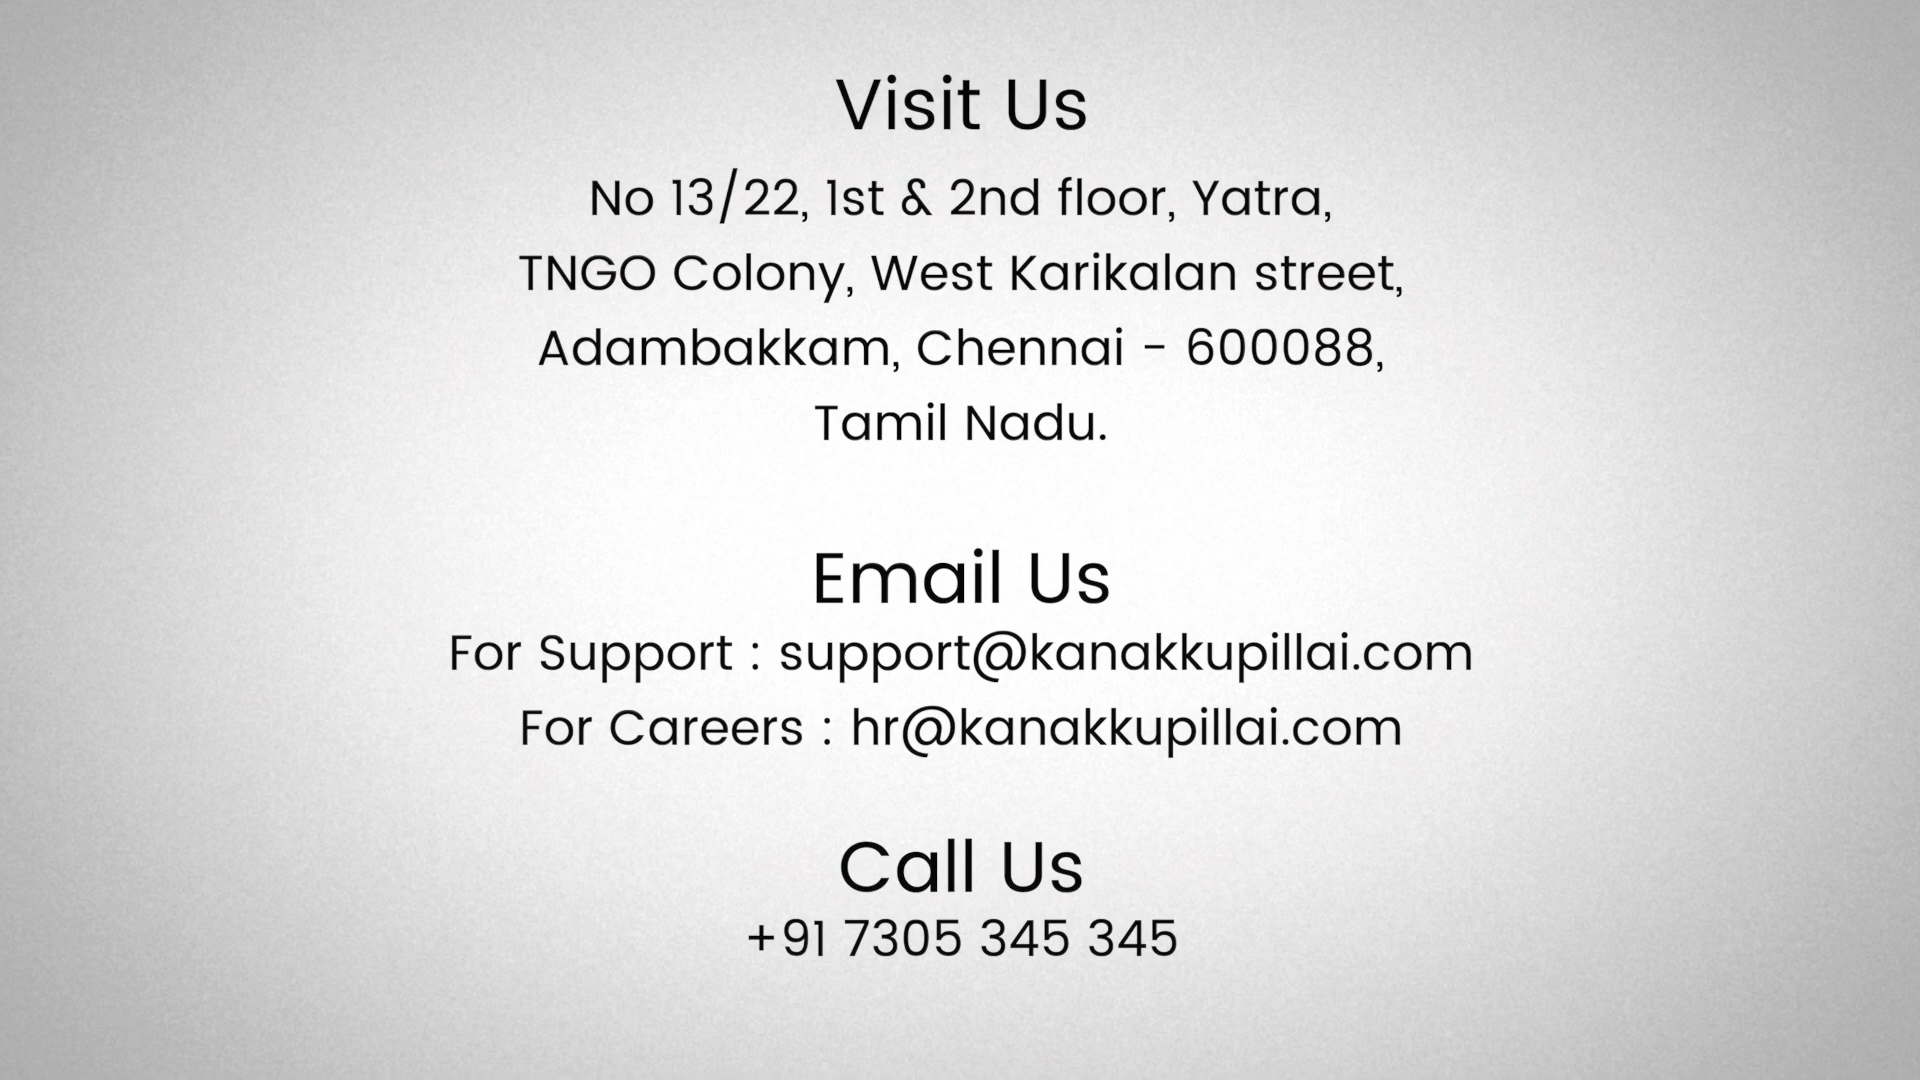 Visit Us
No 13/22, 1st & 2nd floor, Yatra,
TNGO Colony, West Karikalan street,
Adambakkam, Chennai - 600088,
Tamil Nadu.
Email Us
For Support : support@kanakkupillai.com
For Careers : hr@kanakkupillai.com
Call Us
+91 7305 345 345